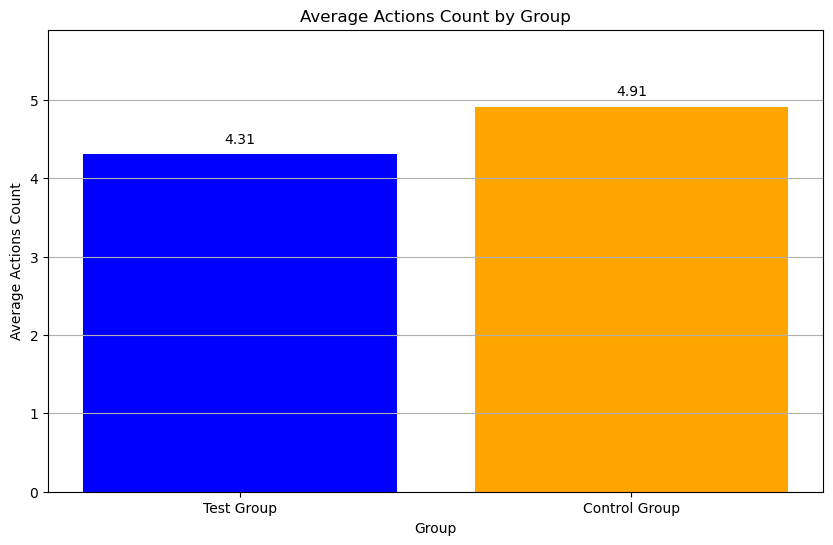 Average Actions Count by Group
Average Actions Count
5
4
3
2
1
0
4.31
4.91
Test Group
Control Group
Group